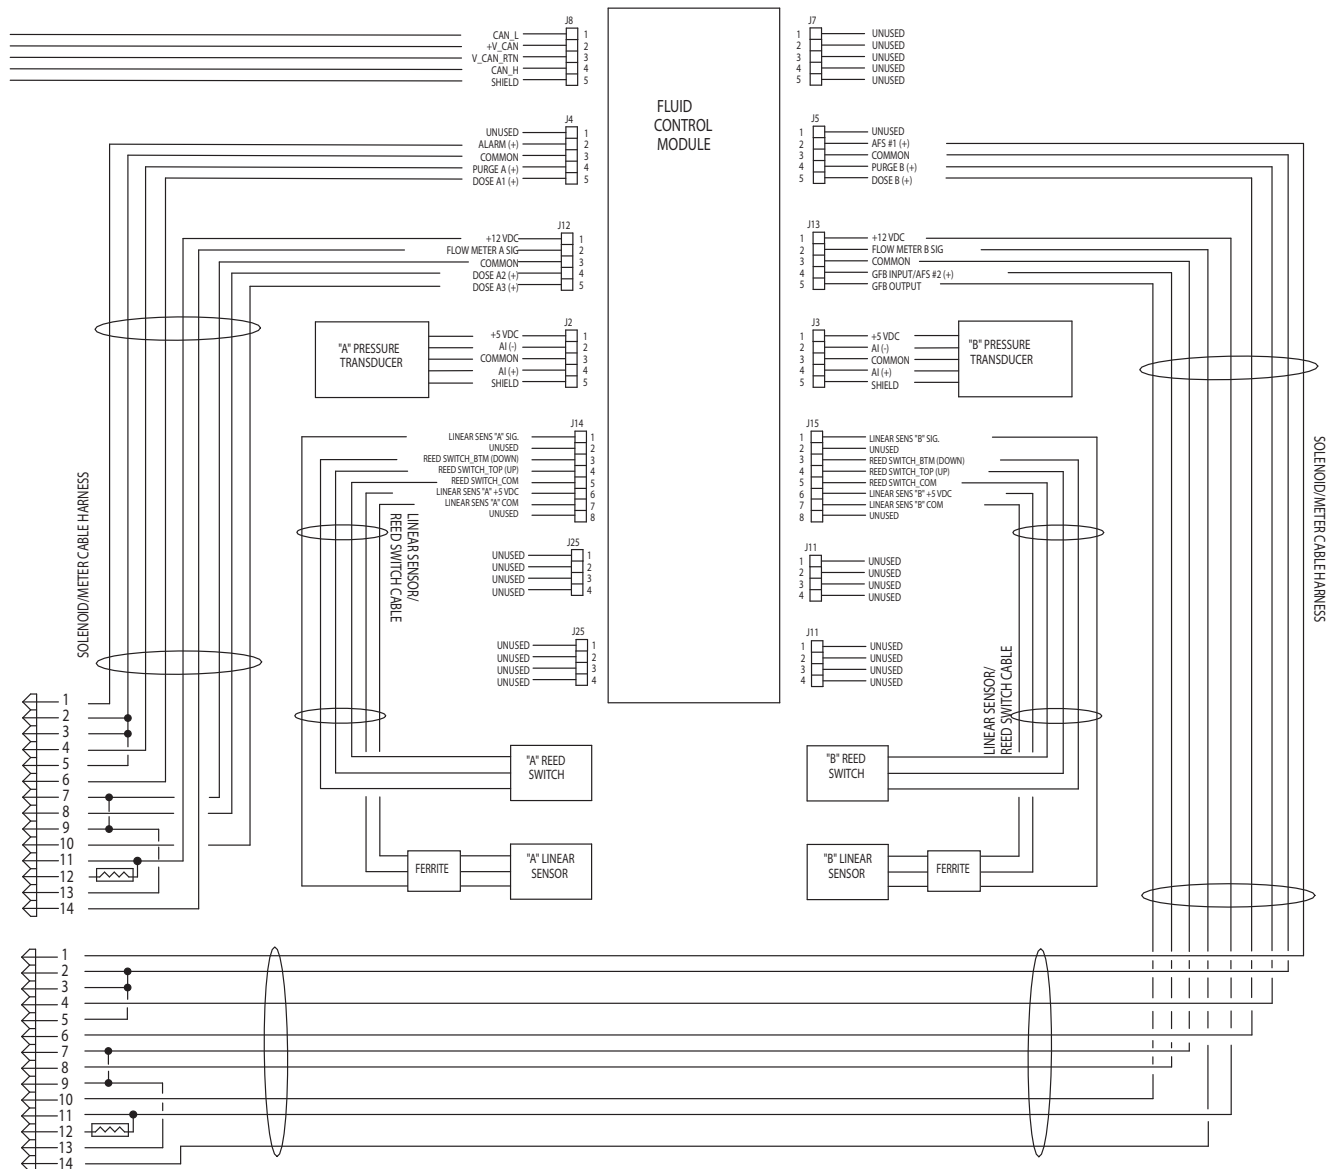 J8
CAN_L 1
+V_CAN 2
V_CAN_RTN 3
CAN_H 4
SHIELD 5
J4
UNUSED 1
ALARM (+) 2
COMMON 3
PURGE A (+) 4
DOSE A1 (+) 5
J12
+12 VDC 1
FLOW METER A SIG 2
COMMON 3
DOSE A2 (+) 4
DOSE A3 (+) 5
"A" PRESSURE
TRANSDUCER
J2
+5 VDC 1
AI (-) 2
COMMON 3
AI (+) 4
SHIELD 5
J14
LINEAR SENS "A" SIG. 1
UNUSED 2
REED SWITCH_BTM (DOWN) 3
REED SWITCH_TOP (UP) 4
REED SWITCH_COM 5
LINEAR SENS "A" +5 VDC 6
LINEAR SENS "A" COM 7
UNUSED 8
J25
UNUSED 1
UNUSED 2
UNUSED 3
UNUSED 4
J25
UNUSED 1
UNUSED 2
UNUSED 3
UNUSED 4
FLUID
CONTROL
MODULE
J7
1 UNUSED
2 UNUSED
3 UNUSED
4 UNUSED
5 UNUSED
J5
1 UNUSED
2 AFS #1 (+)
3 COMMON
4 PURGE B (+)
5 DOSE B (+)
J13
1 +12 VDC
2 FLOW METER B SIG
3 COMMON
4 GFB INPUT/AFS #2 (+)
5 GFB OUTPUT
J3
1 +5 VDC
2 AI (-)
3 COMMON
4 AI (+)
5 SHIELD
"B" PRESSURE
TRANSDUCER
J15
1 LINEAR SENS "B" SIG.
2 UNUSED
3 REED SWITCH_BTM (DOWN)
4 REED SWITCH_TOP (UP)
5 REED SWITCH_COM
6 LINEAR SENS "B" +5 VDC
7 LINEAR SENS "B" COM
8 UNUSED
J11
1 UNUSED
2 UNUSED
3 UNUSED
4 UNUSED
J11
1 UNUSED
2 UNUSED
3 UNUSED
4 UNUSED
SOLENOID/METER CABLE HARNESS
LINEAR SENSOR/
REED SWITCH CABLE
LINEAR SENSOR/
REED SWITCH CABLE
SOLENOID/METER CABLE HARNESS
"A" REED
SWITCH
"B" REED
SWITCH
FERRITE
"A" LINEAR
SENSOR
"B" LINEAR
SENSOR
FERRITE
1
2
3
4
5
6
7
8
9
10
11
12
13
14
1
2
3
4
5
6
7
8
9
10
11
12
13
14